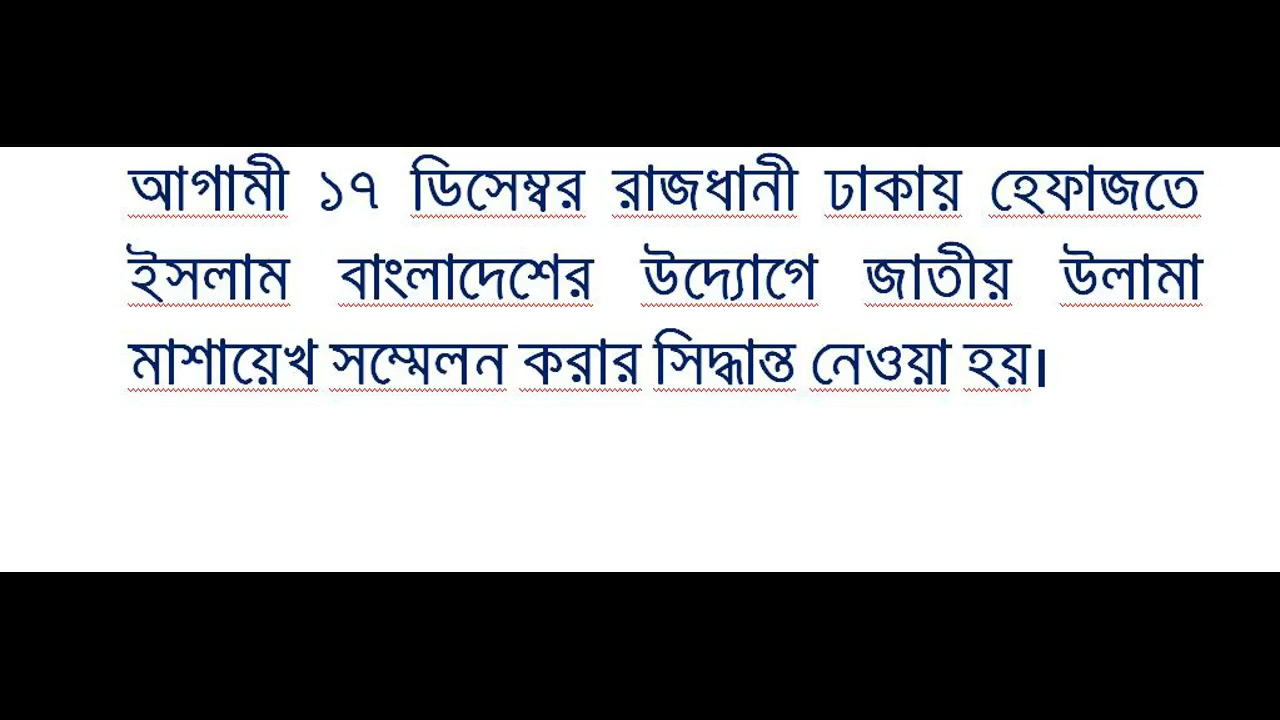 আগামী ১৭ ডিসেম্বর রাজধানী ঢাকায় হেফাজতে
ইসলাম বাংলাদেশের উদ্যোগে জাতীয় উলামা
মাশায়েখ সম্মেলন করার সিদ্ধান্ত নেওয়া হয়।